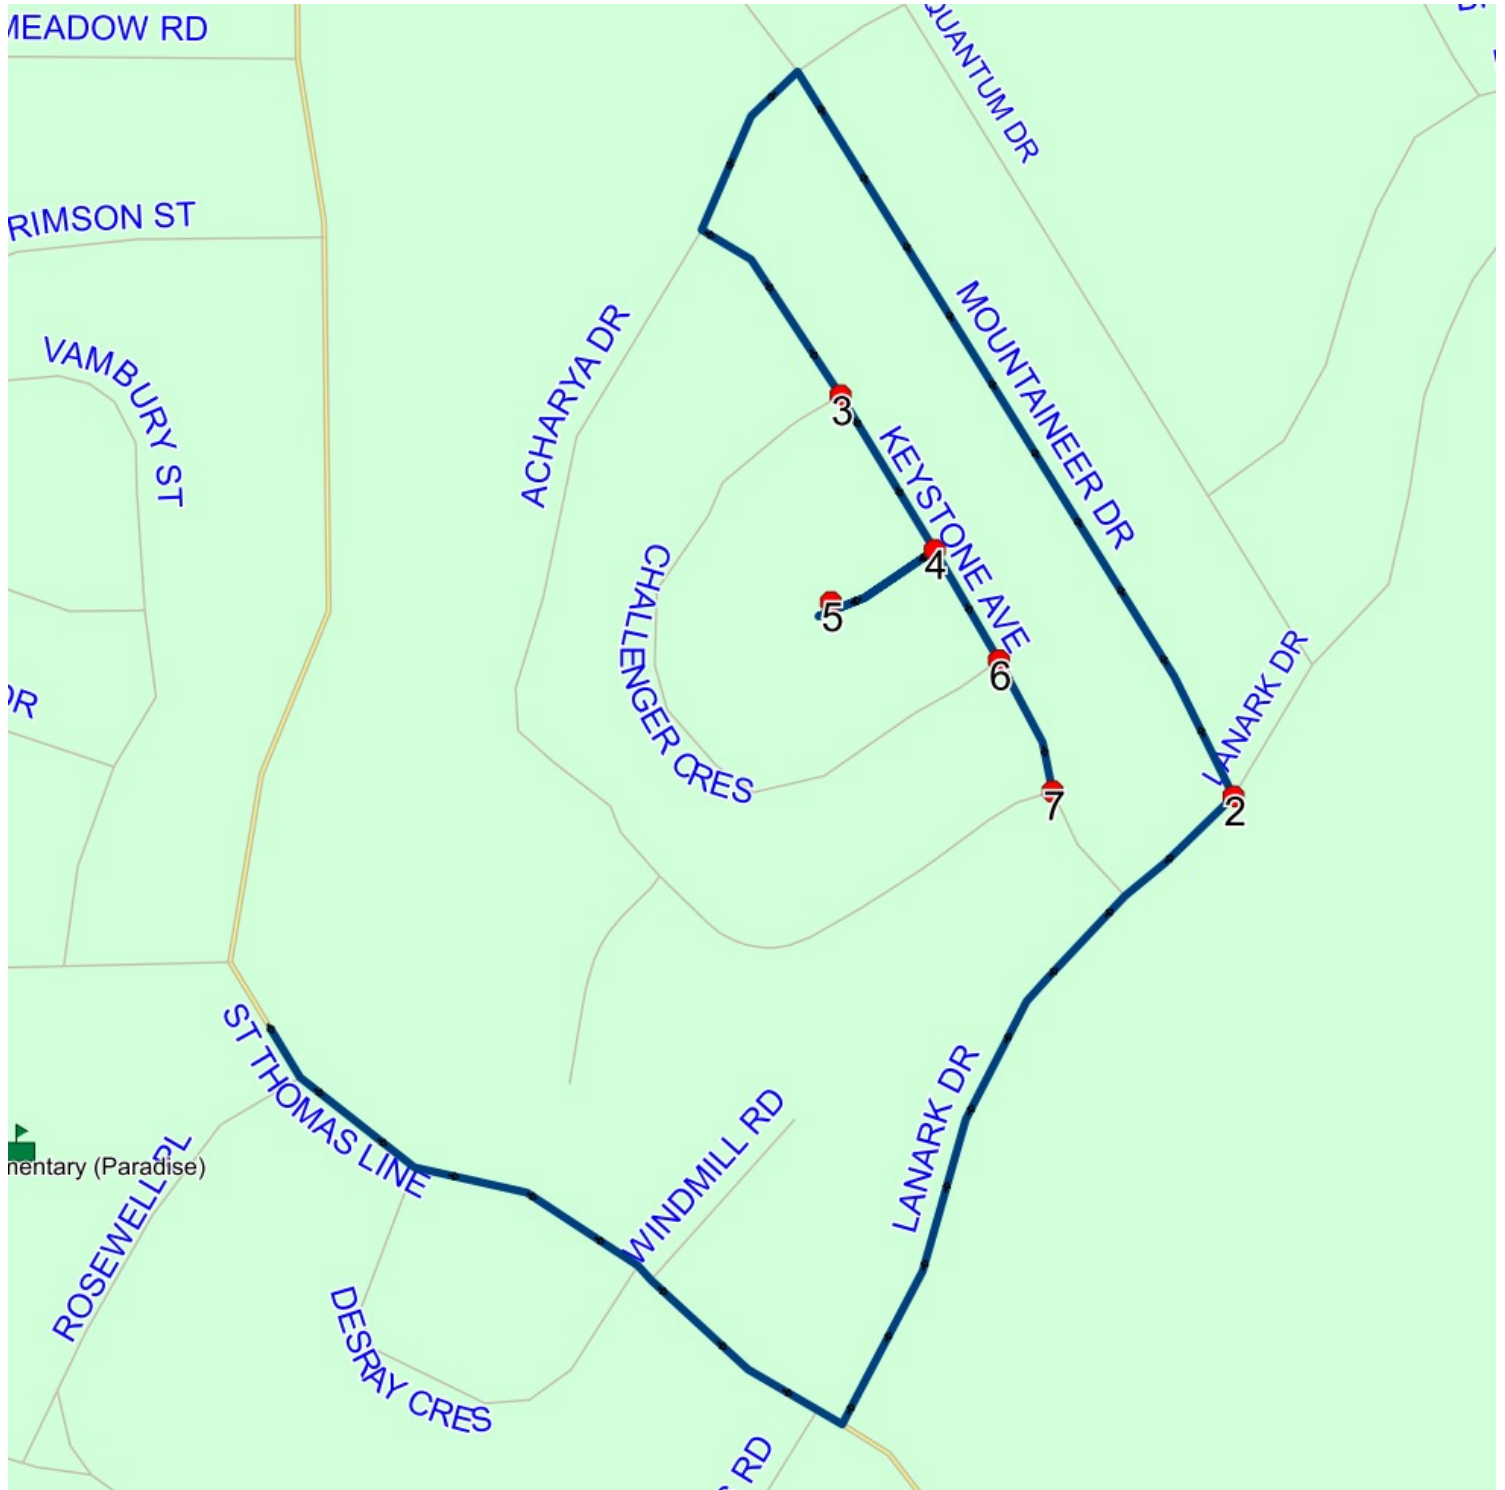 MEADOW RD
QUANTUM DR
RIMSON ST
VAMBURY ST
ACHARYA DR
MOUNTAINEER DR
3
KEYSTONE AVE
4
5
CHALLENGER CRES
6
LANARK DR
7
2
DR
ST THOMAS LINE
LANARK DR
WINDMILL RD
mentary (Paradise)
ROSEWELL PL
DESRAY CRES
RD